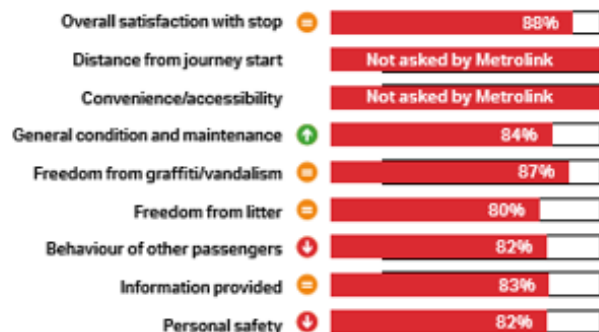 Overall satisfaction with stop 88%
Distance from journey start Not asked by Metrolink
Convenience/accessibility Not asked by Metrolink
General condition and maintenance 84%
Freedom from graffiti/vandalism 87%
Freedom from litter 80%
Behaviour of other passengers 82%
Information provided 83%
Personal safety 82%